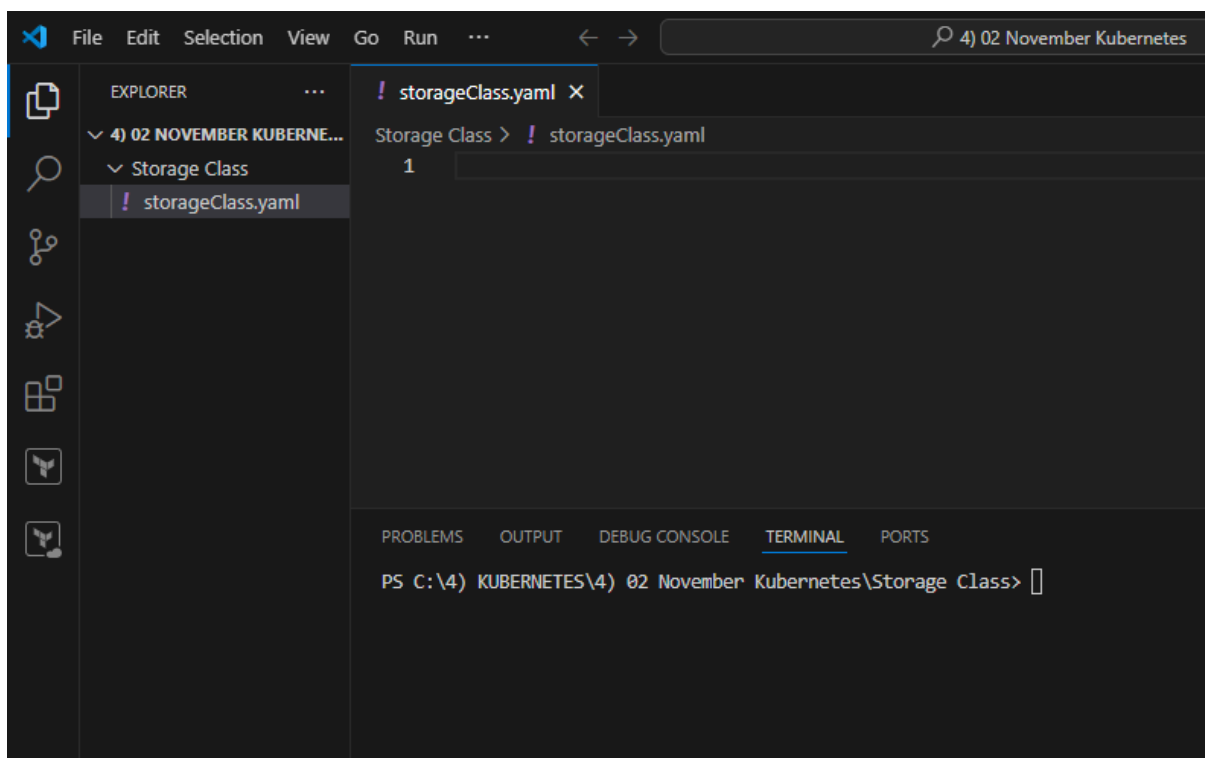 File Edit Selection View Go Run ··· ← → 4) 02 November Kubernetes
EXPLORER ···
4) 02 NOVEMBER KUBERNE...
Storage Class
! storageClass.yaml
! storageClass.yaml ×
Storage Class > ! storageClass.yaml
1
PROBLEMS OUTPUT DEBUG CONSOLE TERMINAL PORTS
PS C:\4) KUBERNETES\4) 02 November Kubernetes\Storage Class>